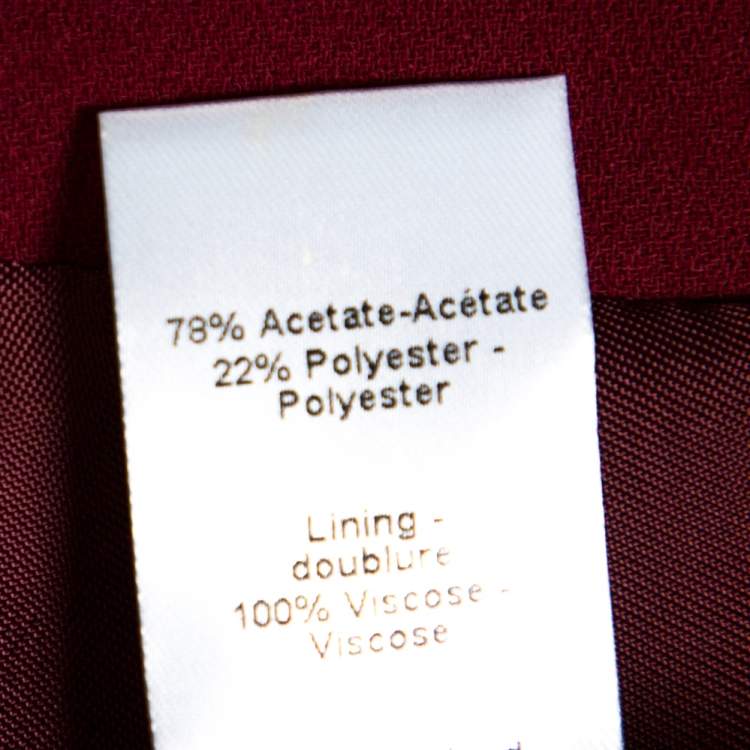 78% Acetate-Acétate
22% Polyester -
Polyester
Lining -
doublure
100% Viscose -
Viscose